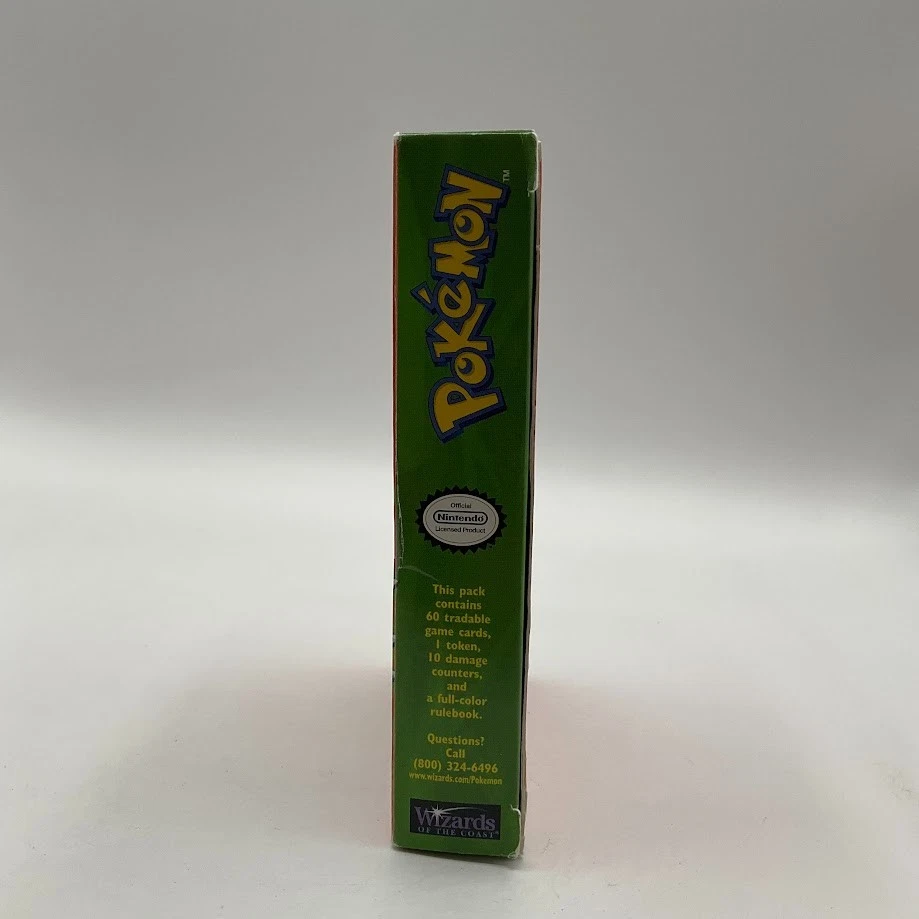 POKéMON™
Official
Nintendo®
Licensed Product
This pack
contains
60 tradable
game cards,
1 token,
10 damage
counters,
and
a full-color
rulebook.
Questions?
Call
(800) 324-6496
www.wizards.com/Pokemon
Wizards
OF THE COAST®